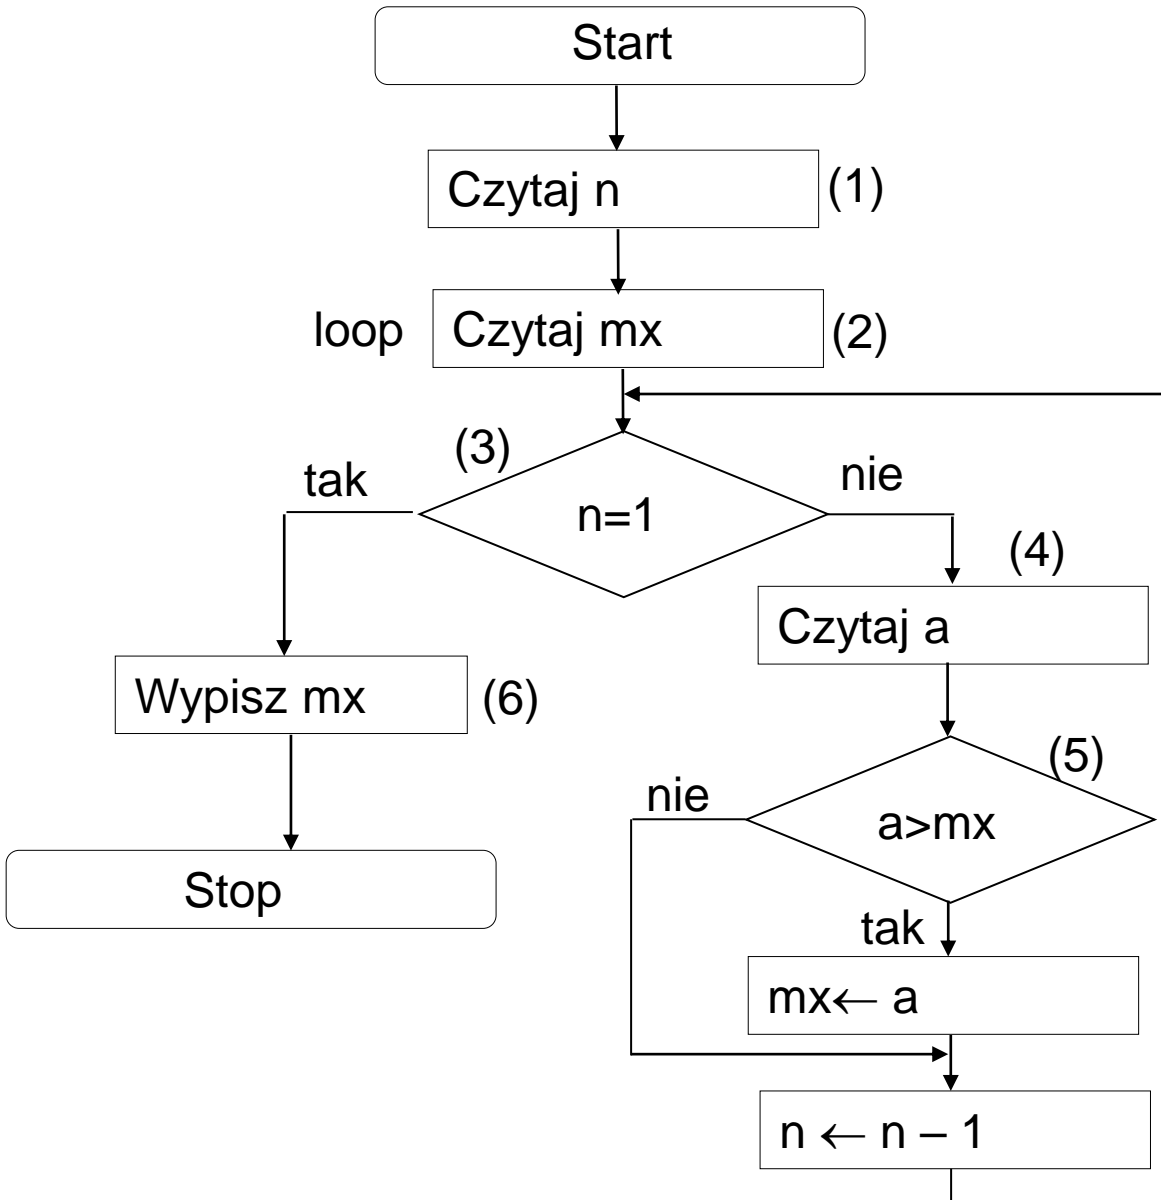 Start
Czytaj n
(1)
loop
Czytaj mx
(2)
(3)
tak
nie
n=1
(4)
Czytaj a
Wypisz mx
(6)
(5)
nie
a>mx
Stop
tak
mx← a
n ← n – 1